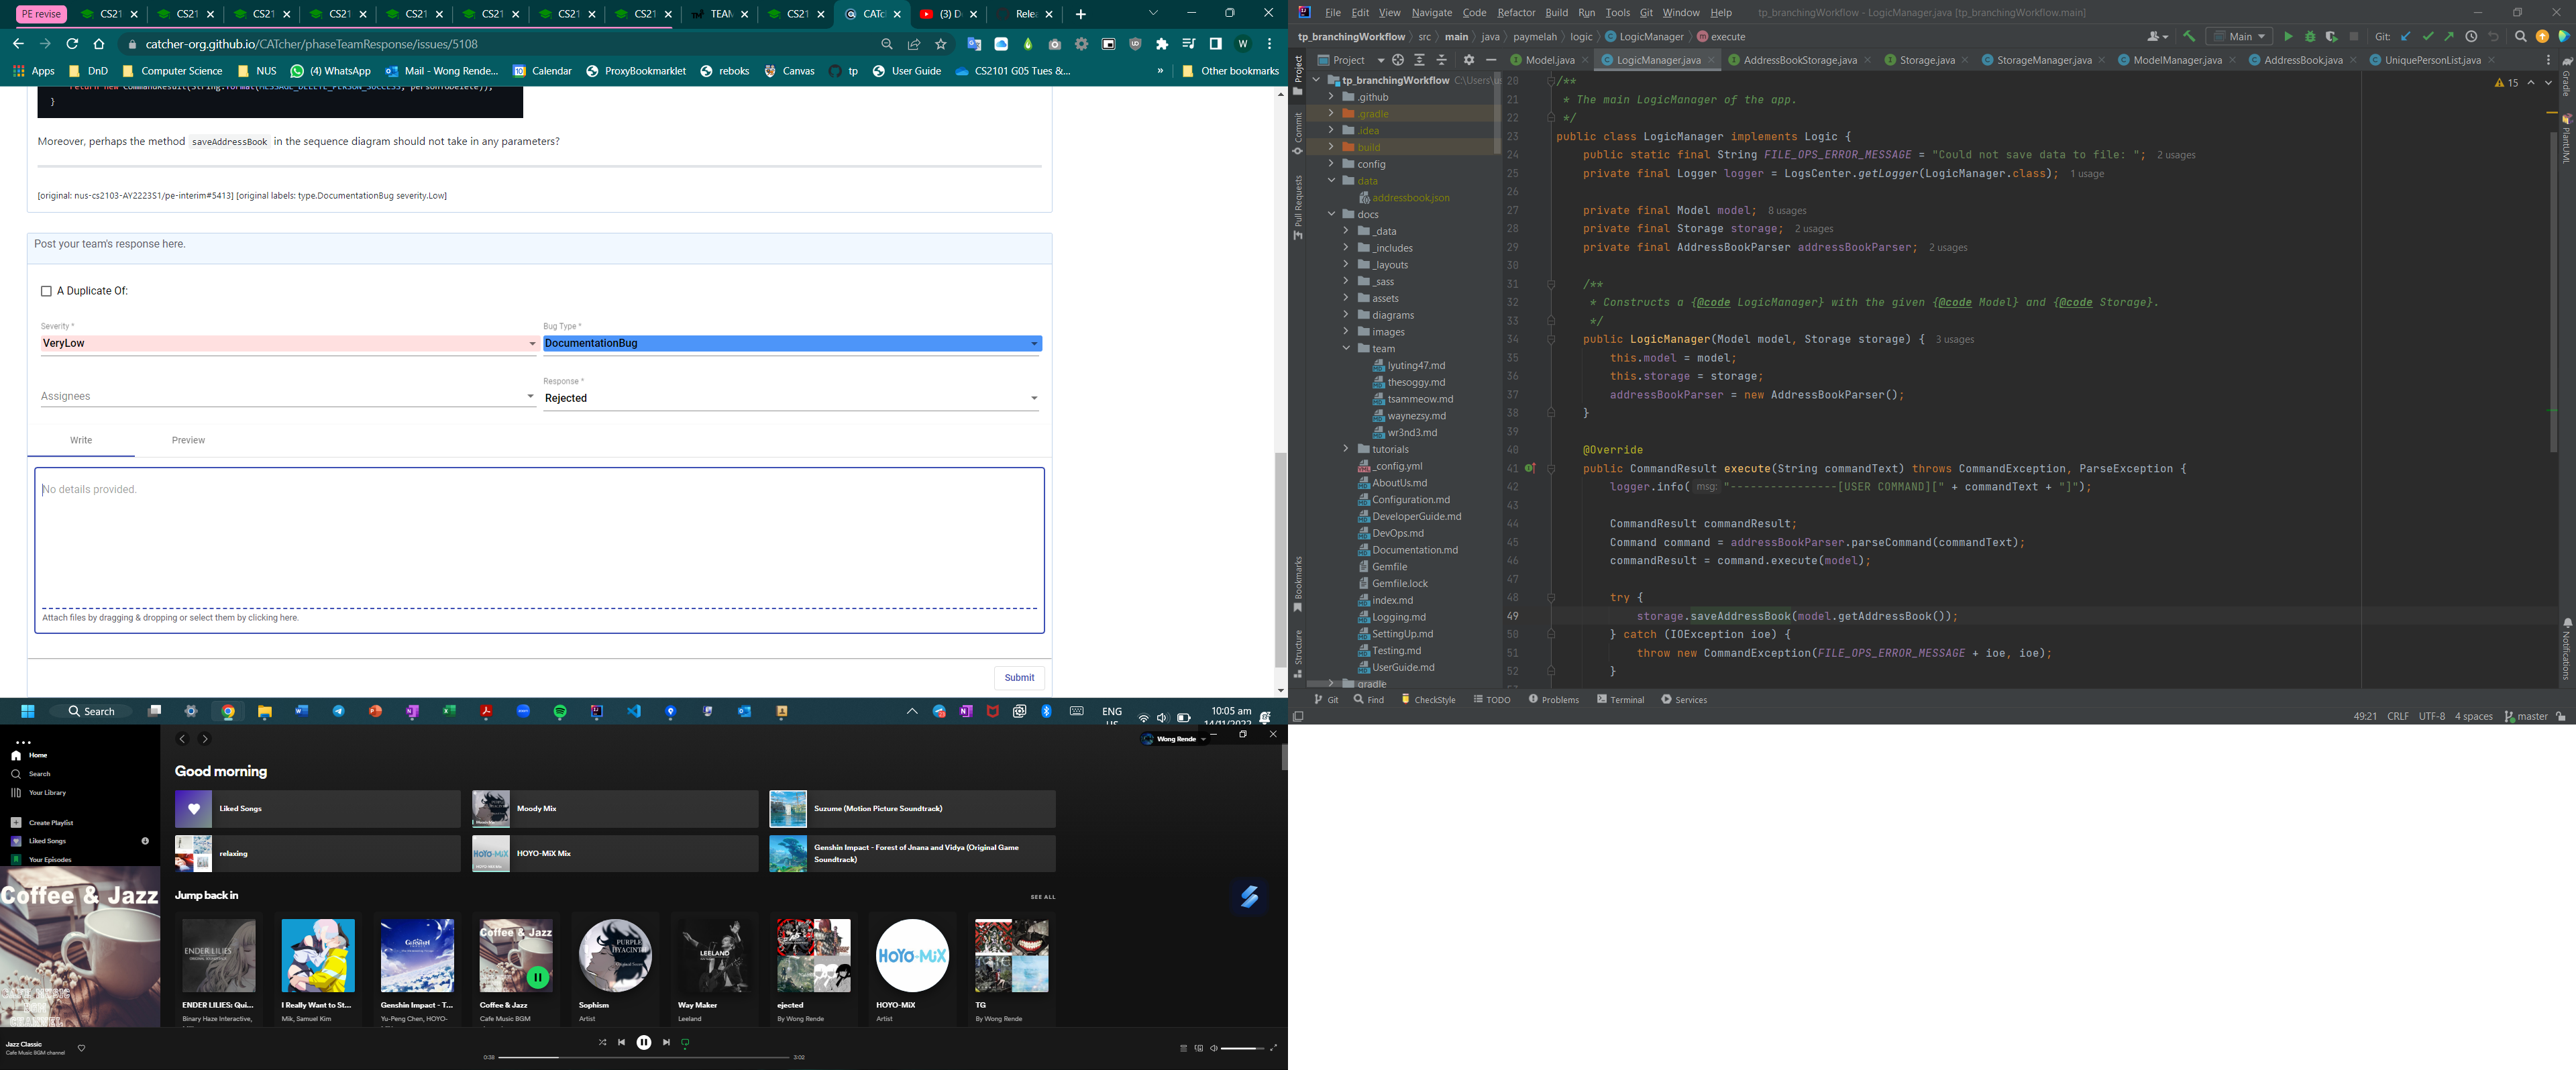 PE revise
CS21
CS21
CS21
CS21
CS21
CS21
CS21
CS21
TEAM
CS21
CATc
Relea
catcher-org.github.io/CATcher/phaseTeamResponse/issues/5108
Apps
DnD
Computer Science
NUS
(4) WhatsApp
Mail - Wong Rende...
Calendar
ProxyBookmarklet
reboks
Canvas
tp
User Guide
CS2101 G05 Tues &...
»
Other bookmarks
return new CommandResult(String.format(MESSAGE_DELETE_PERSON_SUCCESS, personToDelete));
}
Moreover, perhaps the method saveAddressBook in the sequence diagram should not take in any parameters?
[original: nus-cs2103-AY2223S1/pe-interim#5413] [original labels: type.DocumentationBug severity.Low]
Post your team's response here.
A Duplicate Of:
Severity *
VeryLow
Bug Type *
DocumentationBug
Assignees
Response *
Rejected
Write
Preview
No details provided.
Attach files by dragging & dropping or select them by clicking here.
Submit
Search
ENG
US
10:05 am
14/11/2022
File Edit View Navigate Code Refactor Build Run Tools Git Window Help
tp_branchingWorkflow - LogicManager.java [tp_branchingWorkflow.main]
tp_branchingWorkflow
src
main
java
paymelah
logic
LogicManager
execute
Main
Git:
Project
Model.java
LogicManager.java
AddressBookStorage.java
Storage.java
StorageManager.java
ModelManager.java
AddressBook.java
UniquePersonList.java
Project
Commit
Pull Requests
Bookmarks
Structure
tp_branchingWorkflow C:\Users\u
.github
.gradle
.idea
build
config
data
addressbook.json
docs
_data
_includes
_layouts
_sass
assets
diagrams
images
team
lyuting47.md
thesoggy.md
tsammeow.md
waynezsy.md
wr3nd3.md
tutorials
_config.yml
AboutUs.md
Configuration.md
DeveloperGuide.md
DevOps.md
Documentation.md
Gemfile
Gemfile.lock
index.md
Logging.md
SettingUp.md
Testing.md
UserGuide.md
gradle
15
20 /**
21 * The main LogicManager of the app.
22 */
23 public class LogicManager implements Logic {
24 public static final String FILE_OPS_ERROR_MESSAGE = "Could not save data to file: "; 2 usages
25 private final Logger logger = LogsCenter.getLogger(LogicManager.class); 1 usage
26
27 private final Model model; 8 usages
28 private final Storage storage; 2 usages
29 private final AddressBookParser addressBookParser; 2 usages
30
31 /**
32 * Constructs a {@code LogicManager} with the given {@code Model} and {@code Storage}.
33 */
34 public LogicManager(Model model, Storage storage) { 3 usages
35 this.model = model;
36 this.storage = storage;
37 addressBookParser = new AddressBookParser();
38 }
39
40 @Override
41 public CommandResult execute(String commandText) throws CommandException, ParseException {
42 logger.info( msg: "----------------[USER COMMAND][" + commandText + "]");
43
44 CommandResult commandResult;
45 Command command = addressBookParser.parseCommand(commandText);
46 commandResult = command.execute(model);
47
48 try {
49 storage.saveAddressBook(model.getAddressBook());
50 } catch (IOException ioe) {
51 throw new CommandException(FILE_OPS_ERROR_MESSAGE + ioe, ioe);
52 }
Gradle
PlantUML
Notifications
Git
Find
CheckStyle
TODO
Problems
Terminal
Services
49:21 CRLF UTF-8 4 spaces master
Home
Search
Your Library
Create Playlist
Liked Songs
Your Episodes
Coffee & Jazz
Wong Rende
Good morning
Liked Songs
Moody Mix
Suzume (Motion Picture Soundtrack)
relaxing
HOYO-MiX Mix
Genshin Impact - Forest of Jnana and Vidya (Original Game
Soundtrack)
Jump back in
SEE ALL
ENDER LILIES: Qui...
Binary Haze Interactive,
I Really Want to St...
Mik, Samuel Kim
Genshin Impact - T...
Yu-Peng Chen, HOYO-
Coffee & Jazz
Cafe Music BGM
Sophism
Artist
Way Maker
Leeland
ejected
By Wong Rende
HOYO-MiX
Artist
TG
By Wong Rende
Jazz Classic
Cafe Music BGM channel
0:38
3:02